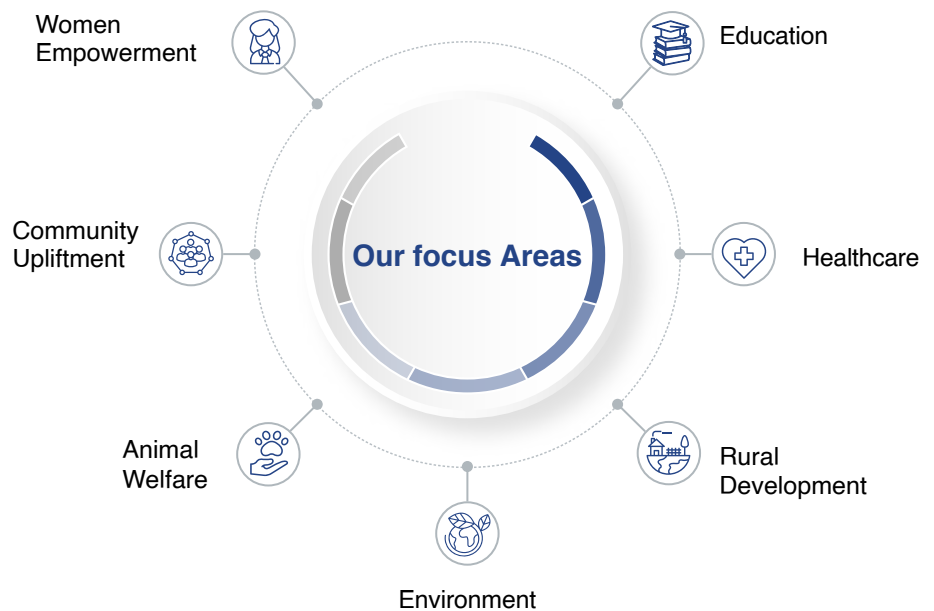 Women
Empowerment
Education
Community
Upliftment
Our focus Areas
Healthcare
Animal
Welfare
Rural
Development
Environment